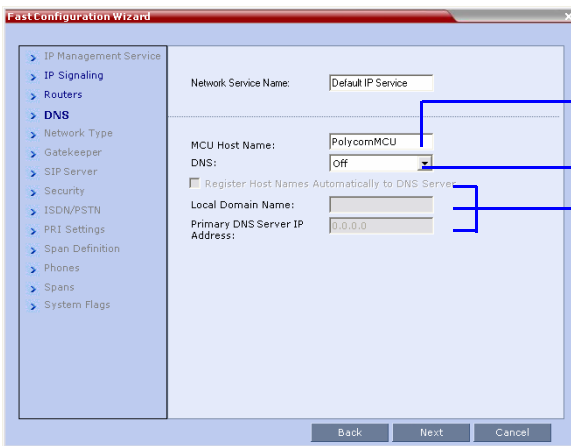 Fast Configuration Wizard
IP Management Service
IP Signaling
Routers
DNS
Network Type
Gatekeeper
SIP Server
Security
ISDN/PSTN
PRI Settings
Span Definition
Phones
Spans
System Flags
Network Service Name: Default IP Service
MCU Host Name: PolycomMCU
DNS: Off
Register Host Names Automatically to DNS Server
Local Domain Name:
Primary DNS Server IP
Address: 0.0.0.0
Back Next Cancel